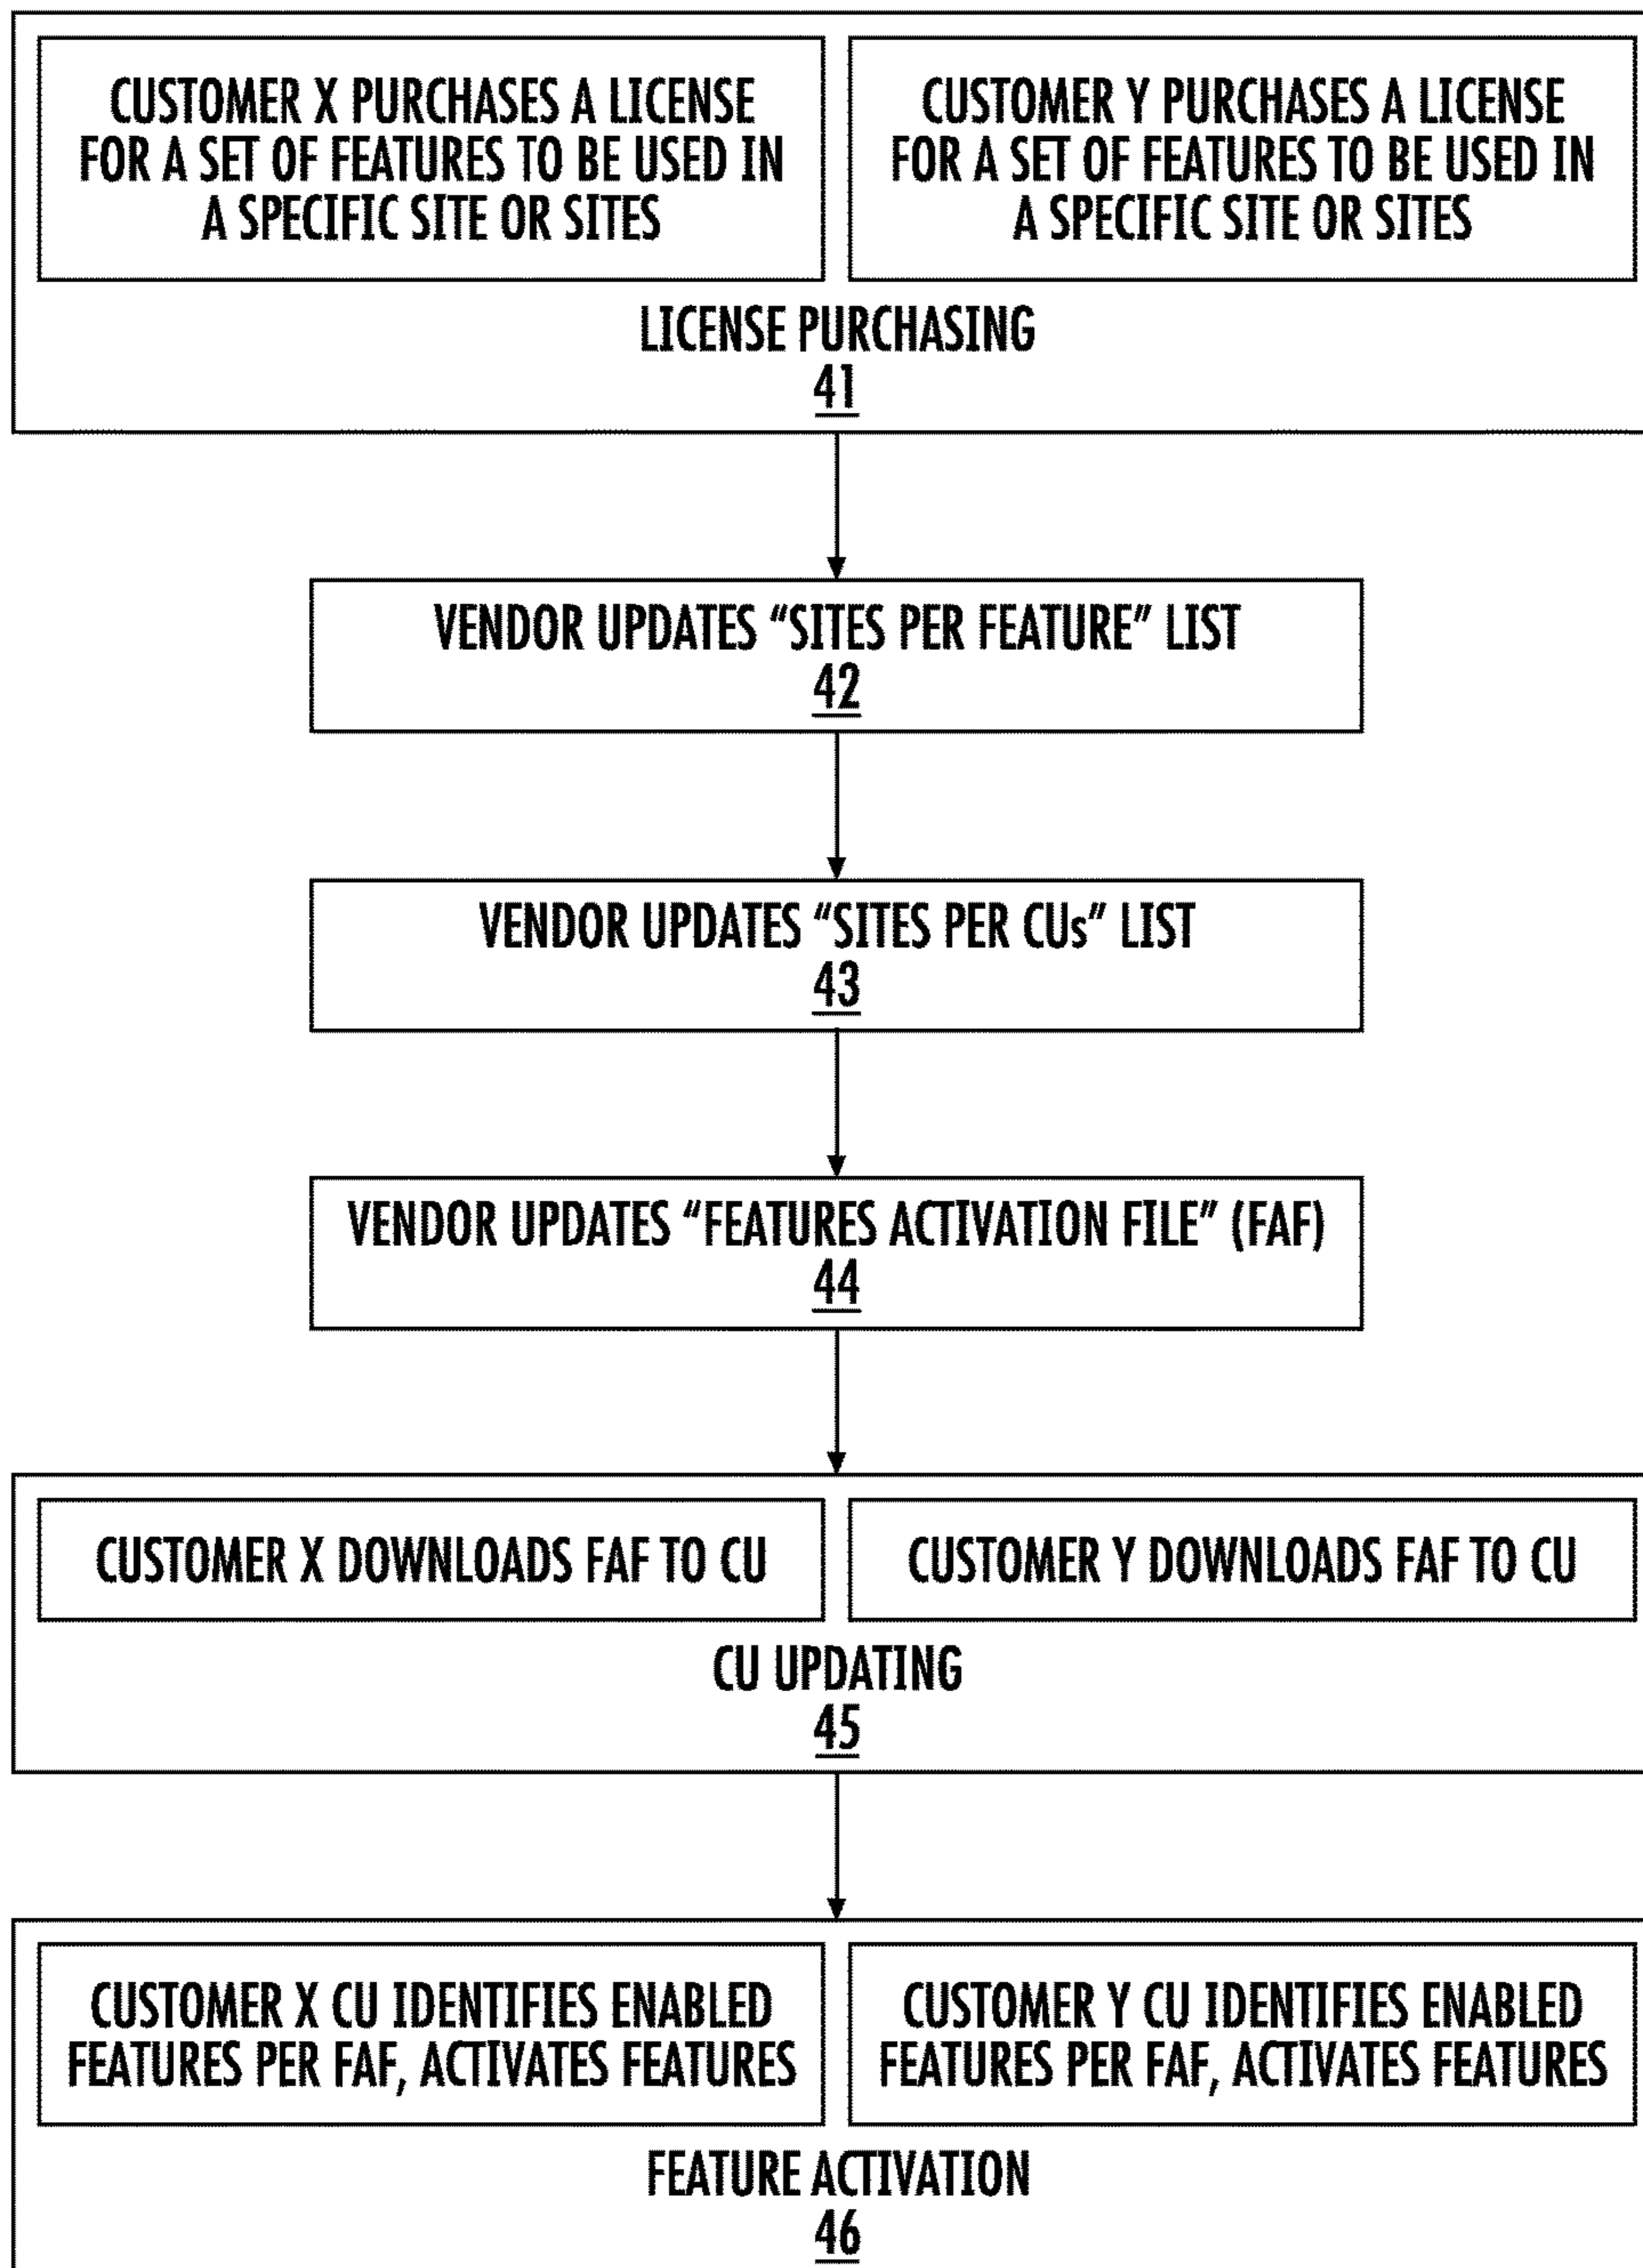 CUSTOMER X PURCHASES A LICENSE
FOR A SET OF FEATURES TO BE USED IN
A SPECIFIC SITE OR SITES
CUSTOMER Y PURCHASES A LICENSE
FOR A SET OF FEATURES TO BE USED IN
A SPECIFIC SITE OR SITES
LICENSE PURCHASING
41
VENDOR UPDATES “SITES PER FEATURE” LIST
42
VENDOR UPDATES “SITES PER CUs” LIST
43
VENDOR UPDATES “FEATURES ACTIVATION FILE” (FAF)
44
CUSTOMER X DOWNLOADS FAF TO CU
CUSTOMER Y DOWNLOADS FAF TO CU
CU UPDATING
45
CUSTOMER X CU IDENTIFIES ENABLED
FEATURES PER FAF, ACTIVATES FEATURES
CUSTOMER Y CU IDENTIFIES ENABLED
FEATURES PER FAF, ACTIVATES FEATURES
FEATURE ACTIVATION
46